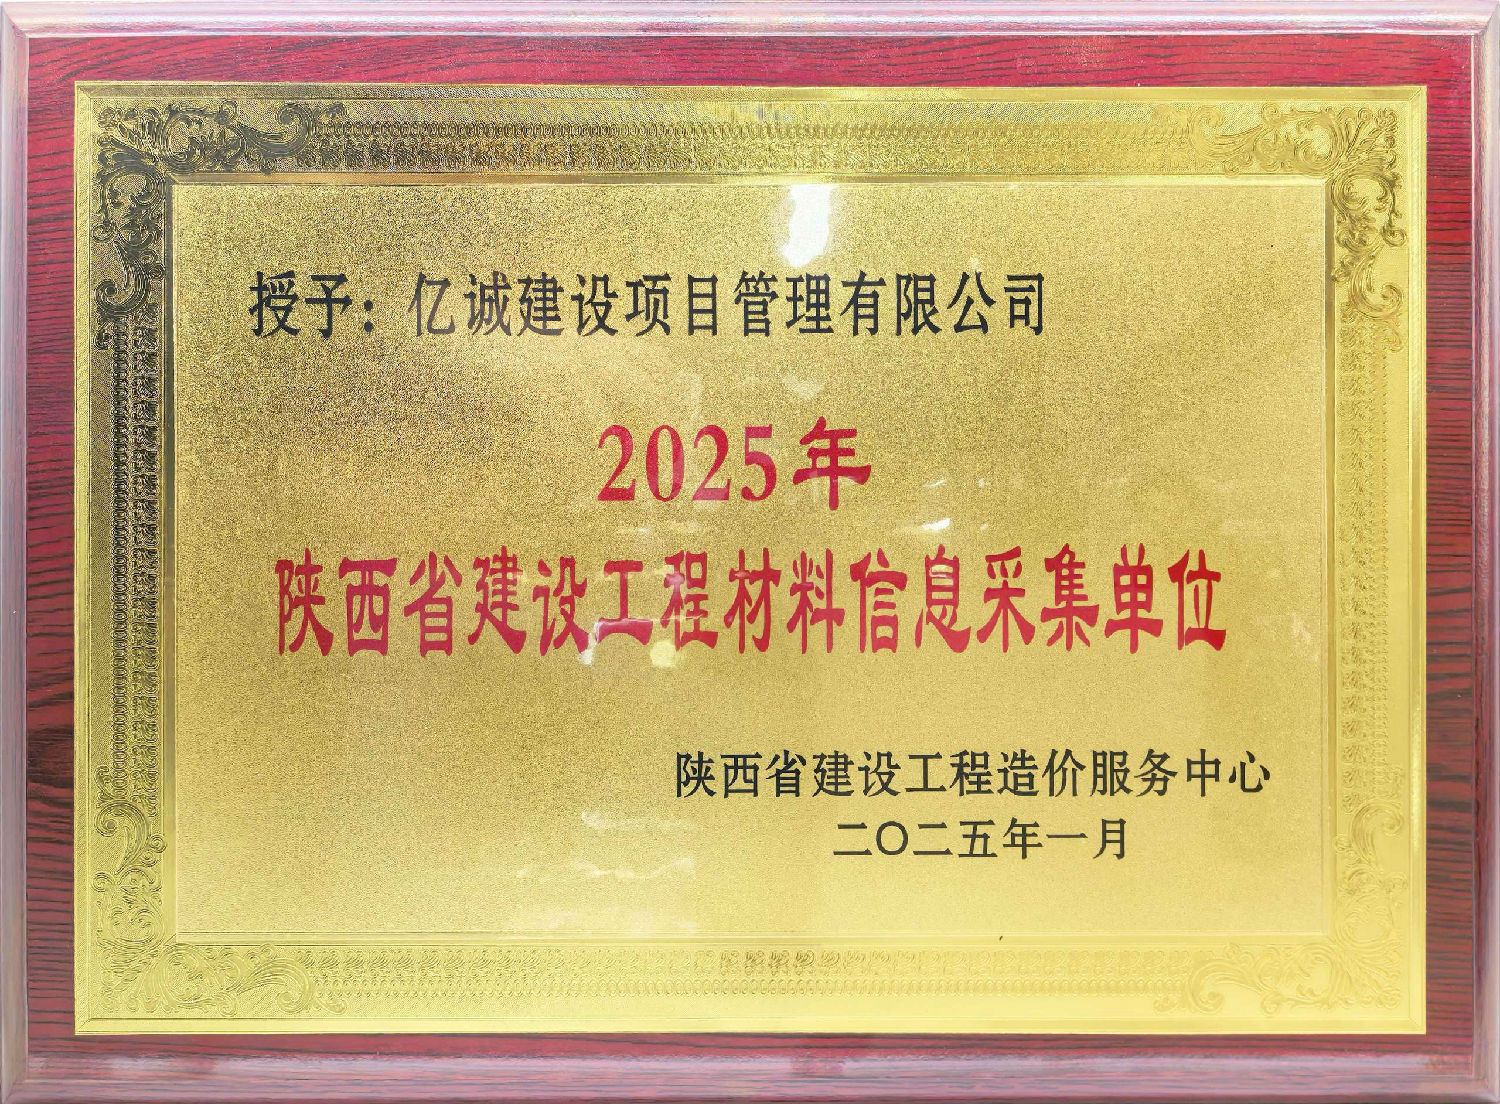 授予：亿诚建设项目管理有限公司
2025年
陕西省建设工程材料信息采集单位
陕西省建设工程造价服务中心
二〇二五年一月